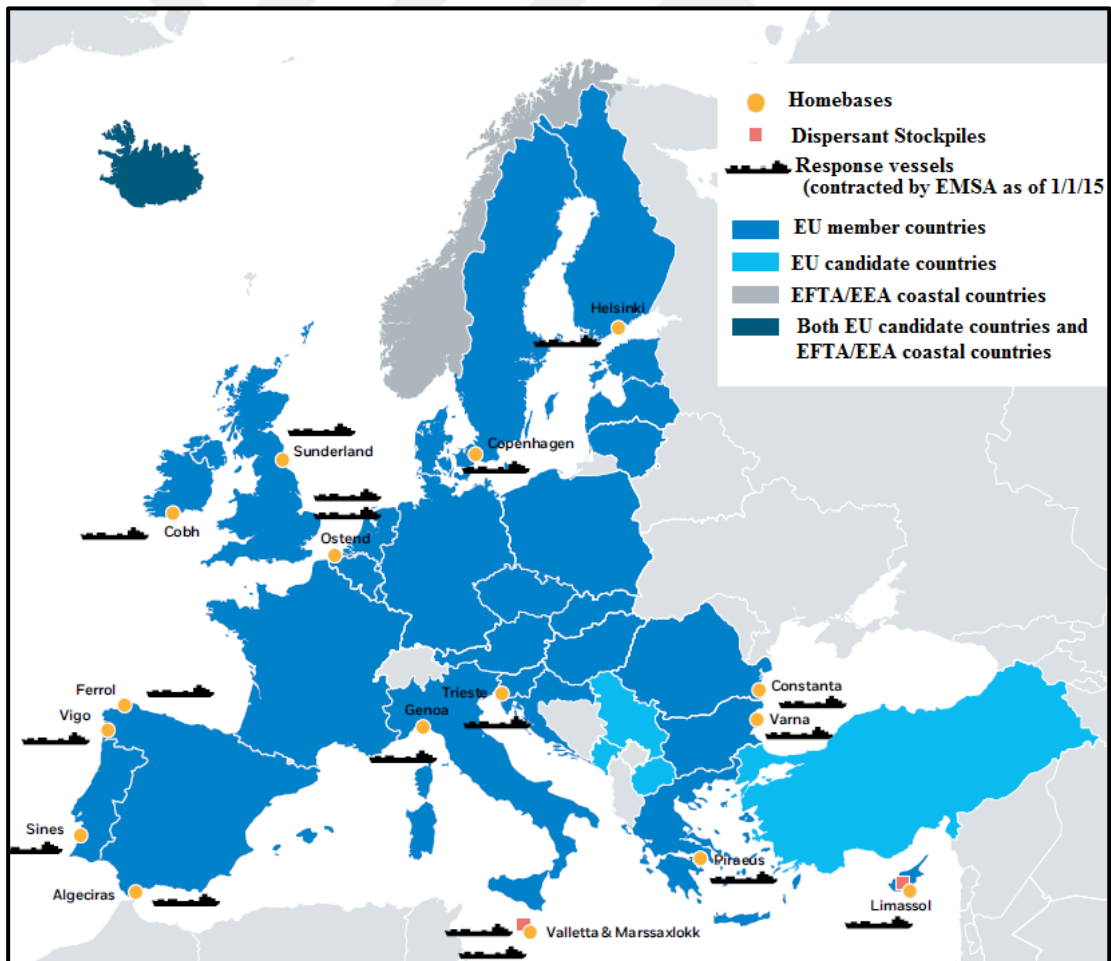 Homebases
Dispersant Stockpiles
Response vessels
(contracted by EMSA as of 1/1/15
EU member countries
EU candidate countries
EFTA/EEA coastal countries
Both EU candidate countries and
EFTA/EEA coastal countries
Helsinki
Copenhagen
Sunderland
Cobh
Ostend
Ferrol
Vigo
Trieste
Genoa
Constanta
Varna
Sines
Algeciras
Piraeus
Limassol
Valletta & Marssaxlokk